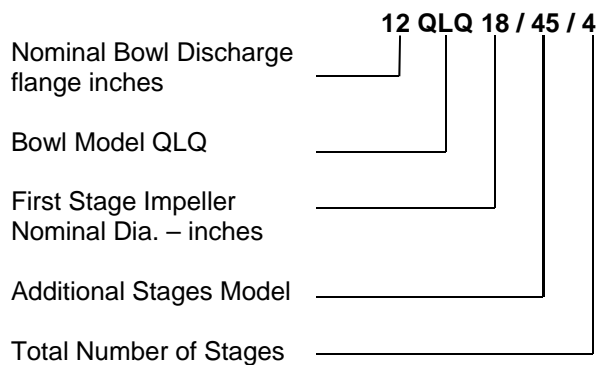 12 QLQ 18 / 45 / 4
Nominal Bowl Discharge
flange inches
Bowl Model QLQ
First Stage Impeller
Nominal Dia. – inches
Additional Stages Model
Total Number of Stages